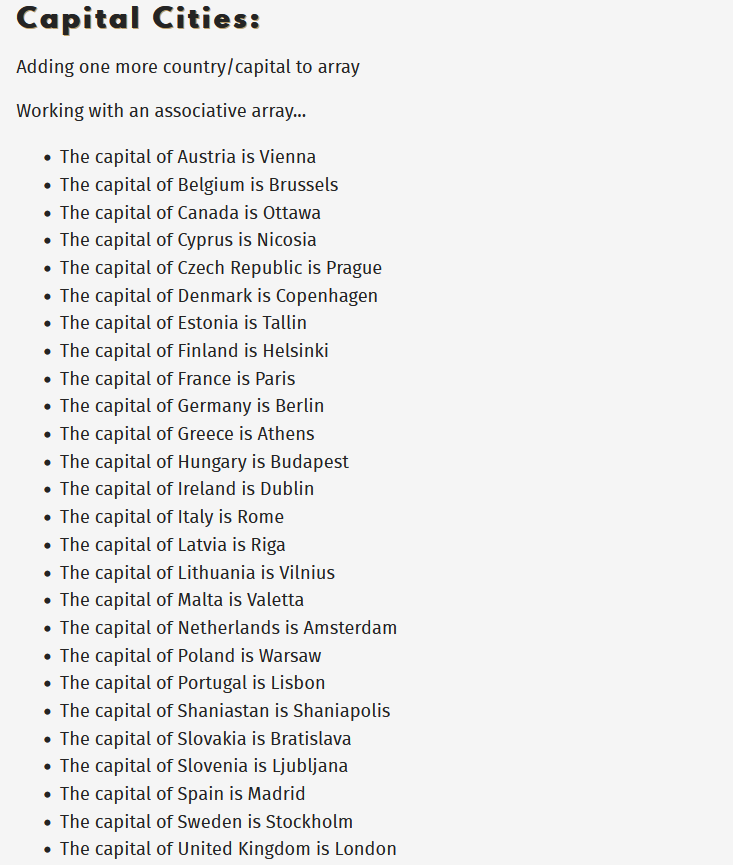 Capital Cities:
Adding one more country/capital to array
Working with an associative array...
• The capital of Austria is Vienna
• The capital of Belgium is Brussels
• The capital of Canada is Ottawa
• The capital of Cyprus is Nicosia
• The capital of Czech Republic is Prague
• The capital of Denmark is Copenhagen
• The capital of Estonia is Tallin
• The capital of Finland is Helsinki
• The capital of France is Paris
• The capital of Germany is Berlin
• The capital of Greece is Athens
• The capital of Hungary is Budapest
• The capital of Ireland is Dublin
• The capital of Italy is Rome
• The capital of Latvia is Riga
• The capital of Lithuania is Vilnius
• The capital of Malta is Valetta
• The capital of Netherlands is Amsterdam
• The capital of Poland is Warsaw
• The capital of Portugal is Lisbon
• The capital of Shaniastan is Shaniapolis
• The capital of Slovakia is Bratislava
• The capital of Slovenia is Ljubljana
• The capital of Spain is Madrid
• The capital of Sweden is Stockholm
• The capital of United Kingdom is London